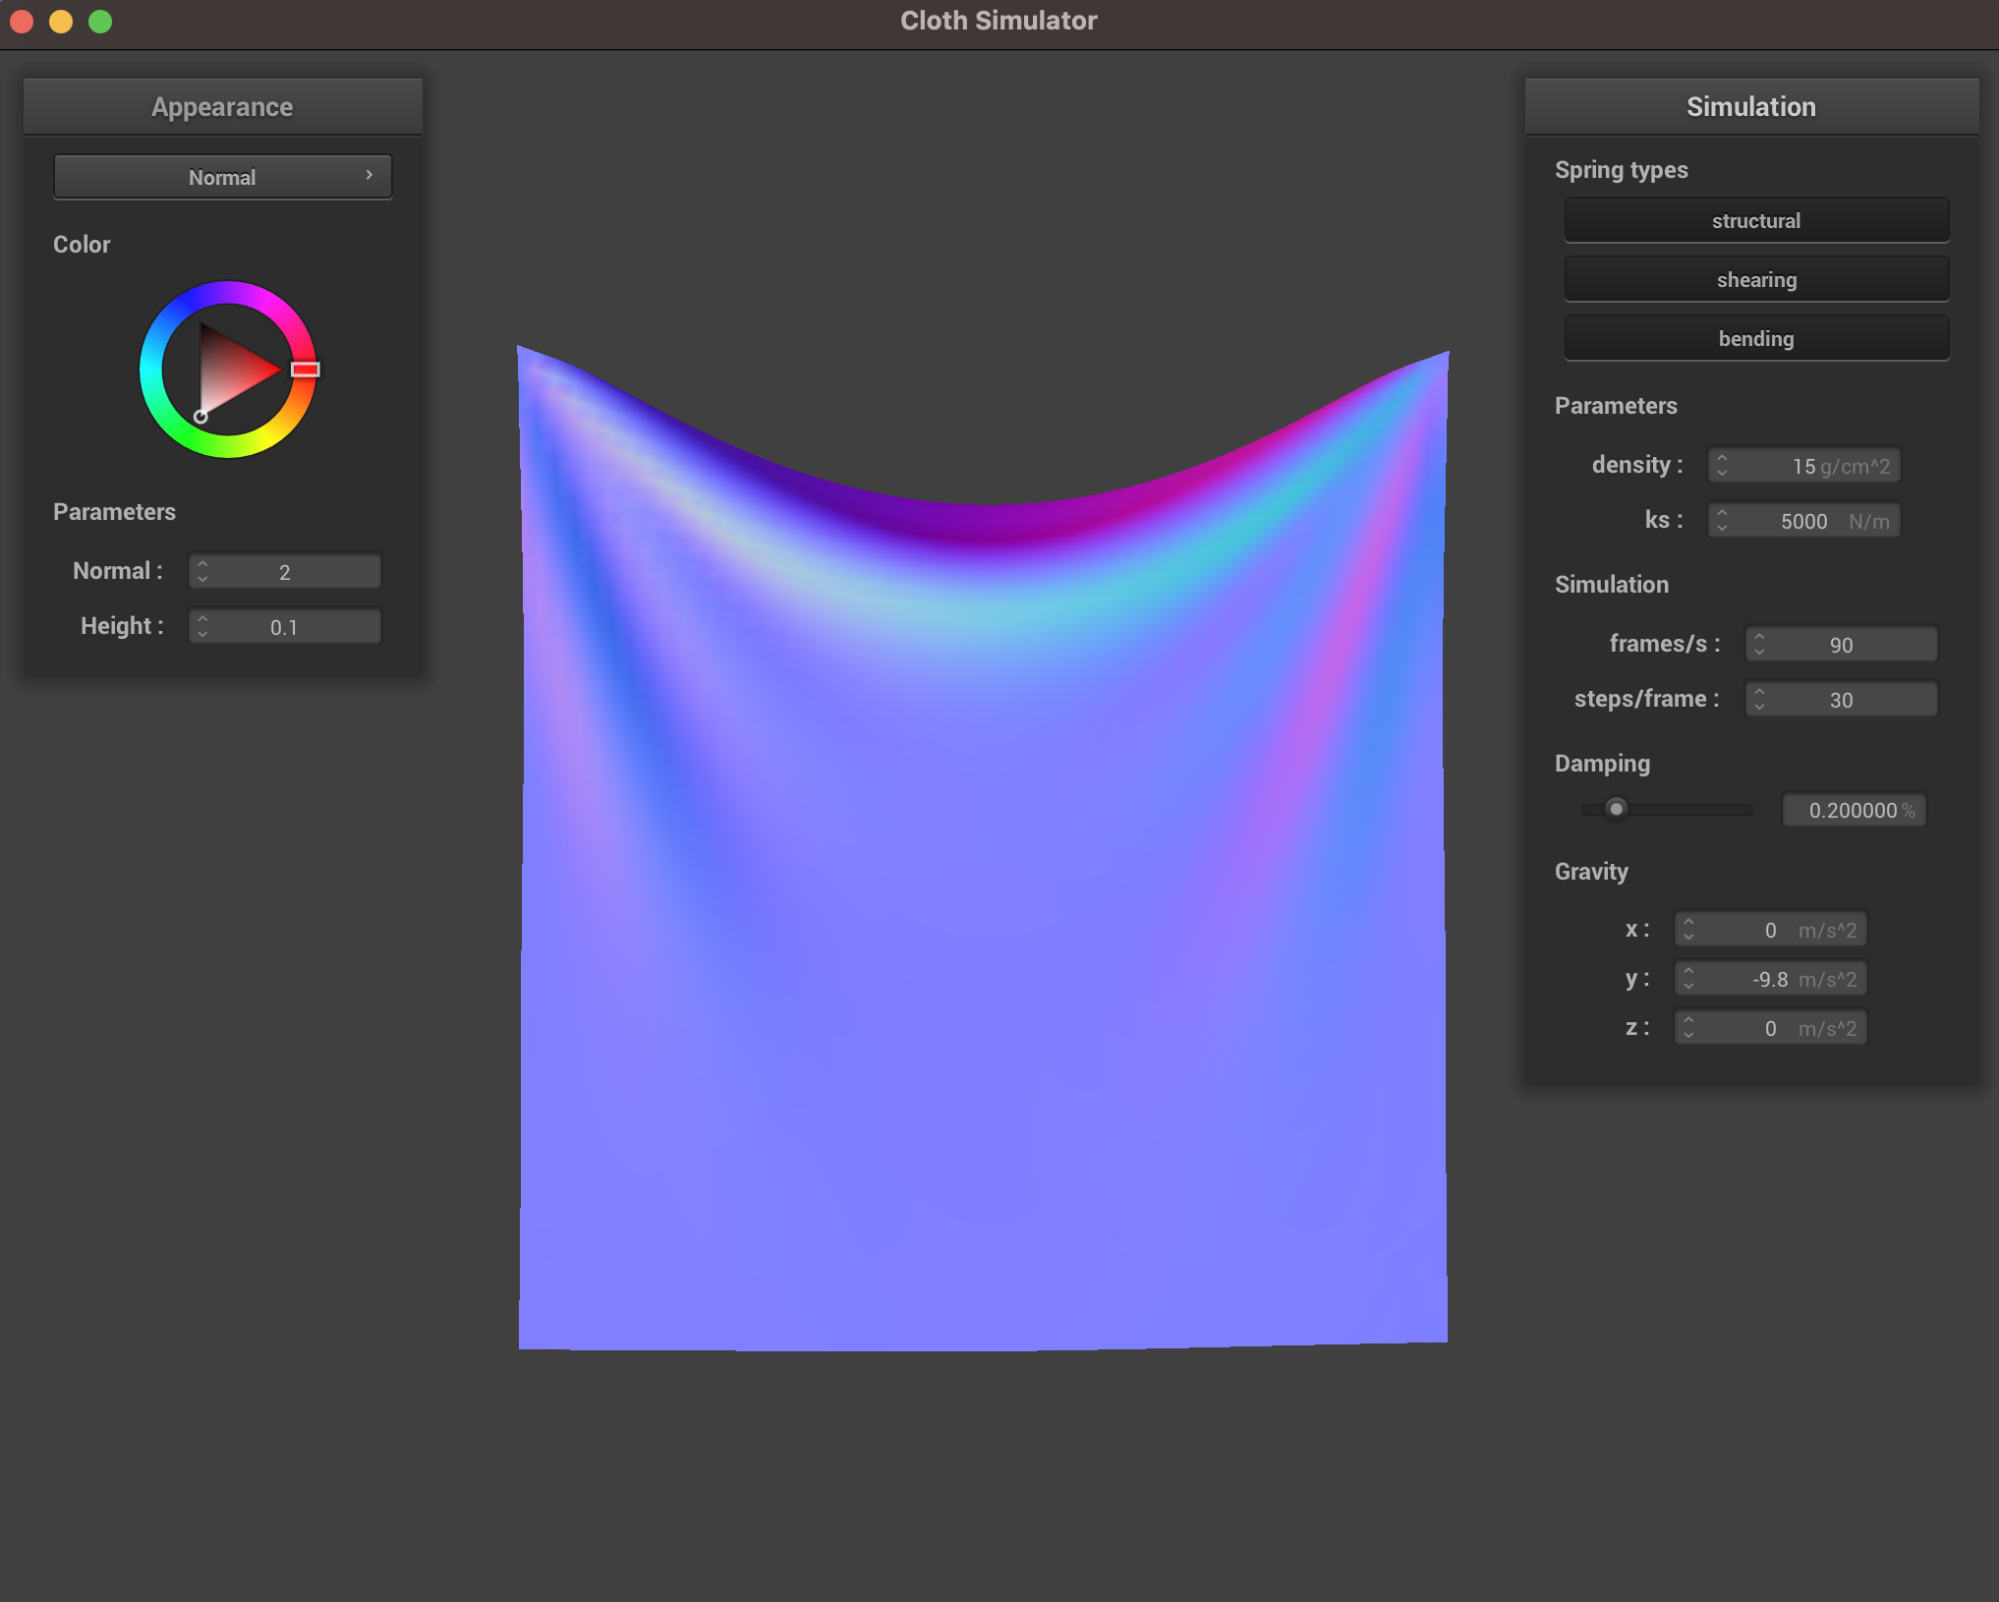 Cloth Simulator
Appearance
Normal
Color
Parameters
Normal : 2
Height : 0.1
Simulation
Spring types
structural
shearing
bending
Parameters
density : 15 g/cm^2
ks : 5000 N/m
Simulation
frames/s : 90
steps/frame : 30
Damping
0.200000 %
Gravity
x : 0 m/s^2
y : -9.8 m/s^2
z : 0 m/s^2